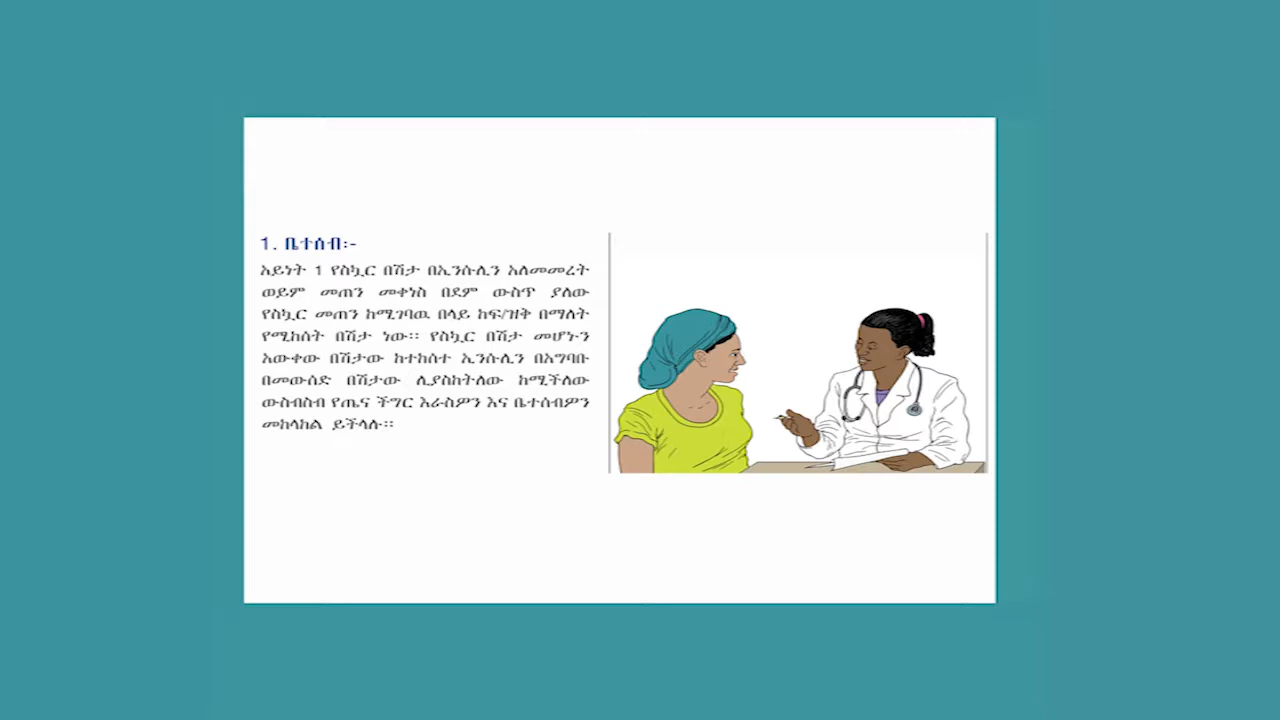 1. ቤተሰብ፡-
አይነት 1 የስኳር በሽታ በኢንሱሊን አለመመረት
ወይም መጠን መቀነስ በደም ውስጥ ያለው
የስኳር መጠን ከሚገባዉ በላይ ከፍ/ዝቅ በማለት
የሚከሰት በሽታ ነው። የስኳር በሽታ መሆኑን
አውቀው በሽታው ከተከሰተ ኢንሱሊን በአግባቡ
በመውሰድ በሽታው ሊያስከትለው ከሚችለው
ውስብስብ የጤና ችግር እራስዎን እና ቤተሰብዎን
መከላከል ይችላሉ።